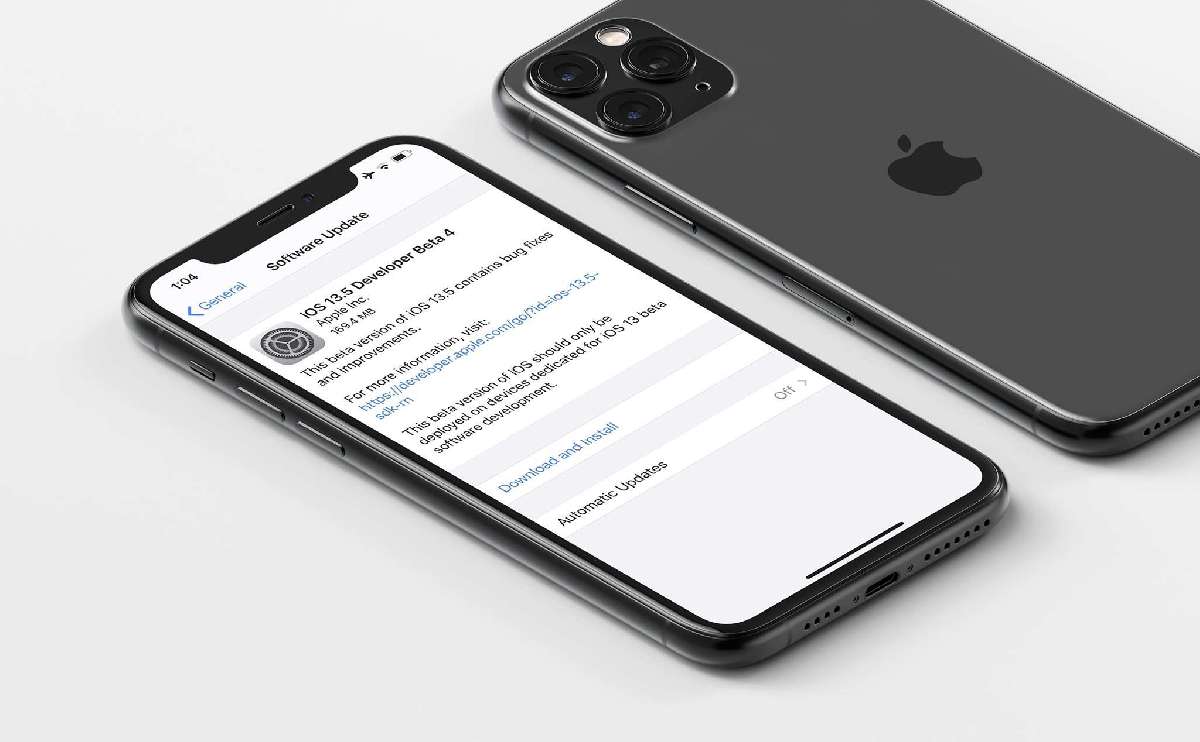 1:04
General
Software Update
iOS 13.5 Developer Beta 4
Apple Inc.
169.4 MB
This beta version of iOS 13.5 contains bug fixes
and improvements.
For more information, visit:
https://developer.apple.com/go/?id=ios-13.5-
sdk-rn
This beta version of iOS should only be
deployed on devices dedicated for iOS 13 beta
software development.
Download and Install
Automatic Updates
Off